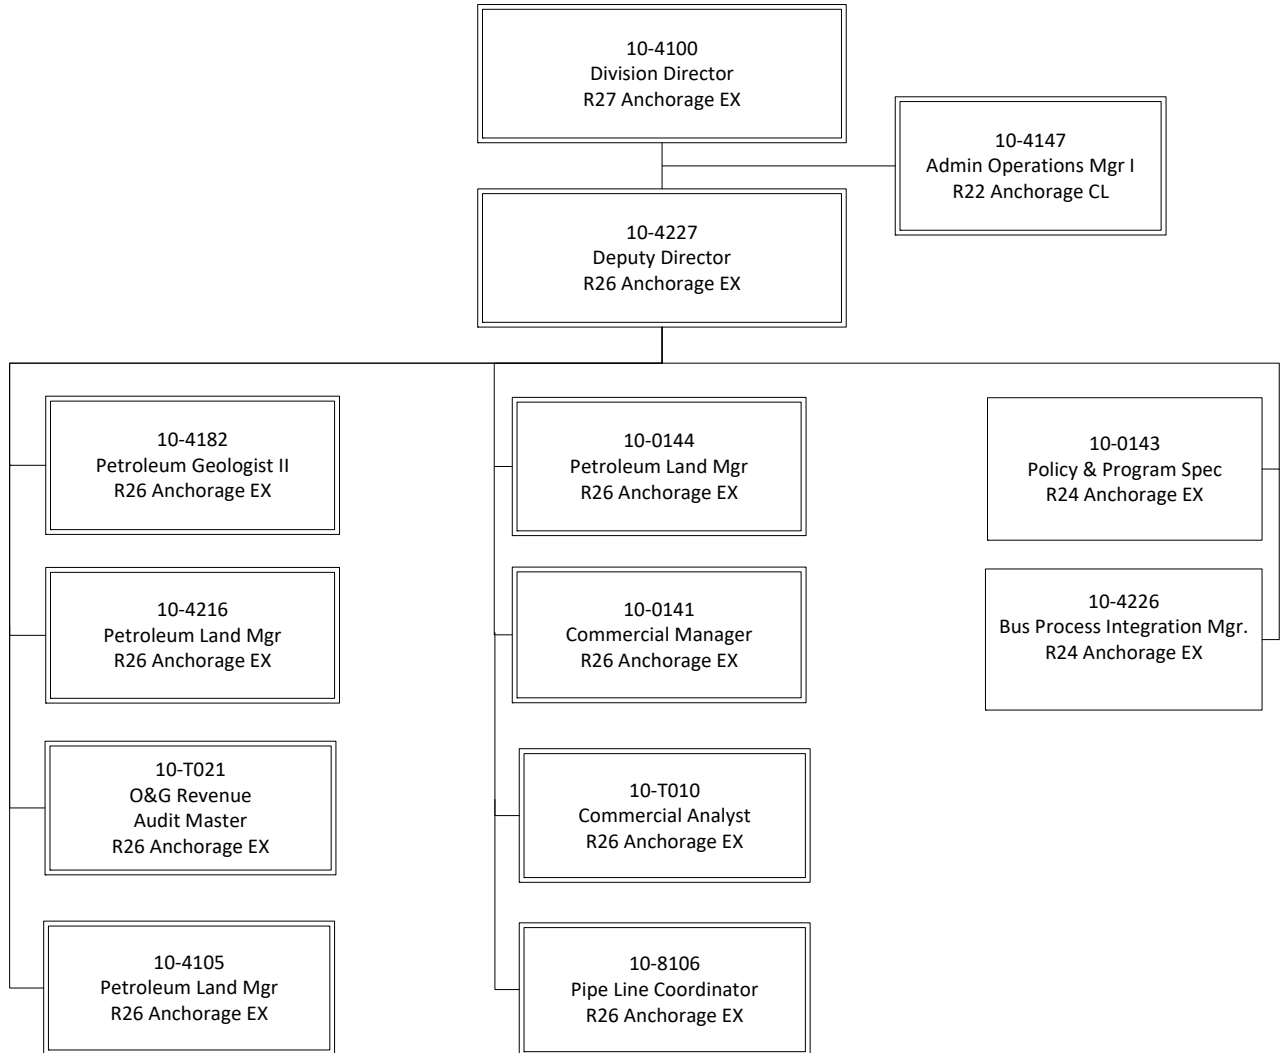 10-4100
Division Director
R27 Anchorage EX
10-4147
Admin Operations Mgr I
R22 Anchorage CL
10-4227
Deputy Director
R26 Anchorage EX
10-4182
Petroleum Geologist II
R26 Anchorage EX
10-4216
Petroleum Land Mgr
R26 Anchorage EX
10-T021
O&G Revenue
Audit Master
R26 Anchorage EX
10-4105
Petroleum Land Mgr
R26 Anchorage EX
10-0144
Petroleum Land Mgr
R26 Anchorage EX
10-0141
Commercial Manager
R26 Anchorage EX
10-T010
Commercial Analyst
R26 Anchorage EX
10-8106
Pipe Line Coordinator
R26 Anchorage EX
10-0143
Policy & Program Spec
R24 Anchorage EX
10-4226
Bus Process Integration Mgr.
R24 Anchorage EX